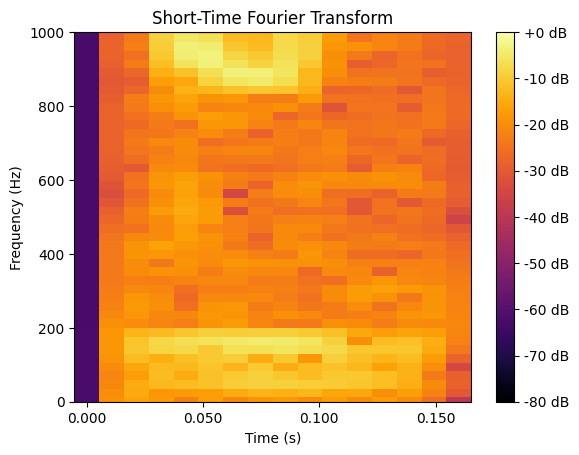 Short-Time Fourier Transform
Frequency (Hz)
1000
800
600
400
200
0
0.000
0.050
0.100
0.150
Time (s)
+0 dB
-10 dB
-20 dB
-30 dB
-40 dB
-50 dB
-60 dB
-70 dB
-80 dB